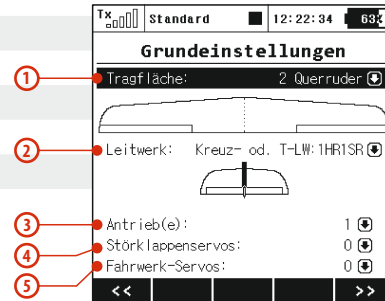 Tx Standard 12:22:34 63%
Grundeinstellungen
1 Tragfläche: 2 Querruder
2 Leitwerk: Kreuz- od. T-LW:1HR1SR
3 Antrieb(e): 1
4 Störklappenservos: 0
5 Fahrwerk-Servos: 0
<< >>